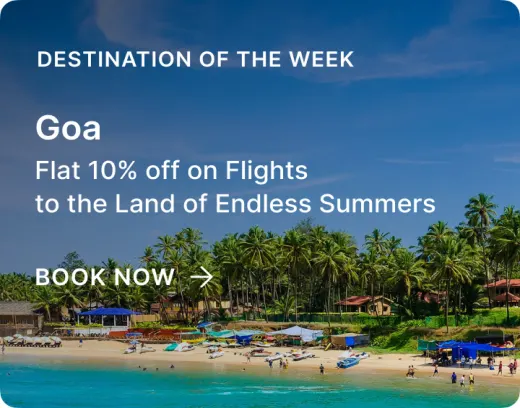 DESTINATION OF THE WEEK
Goa
Flat 10% off on Flights
to the Land of Endless Summers
BOOK NOW →